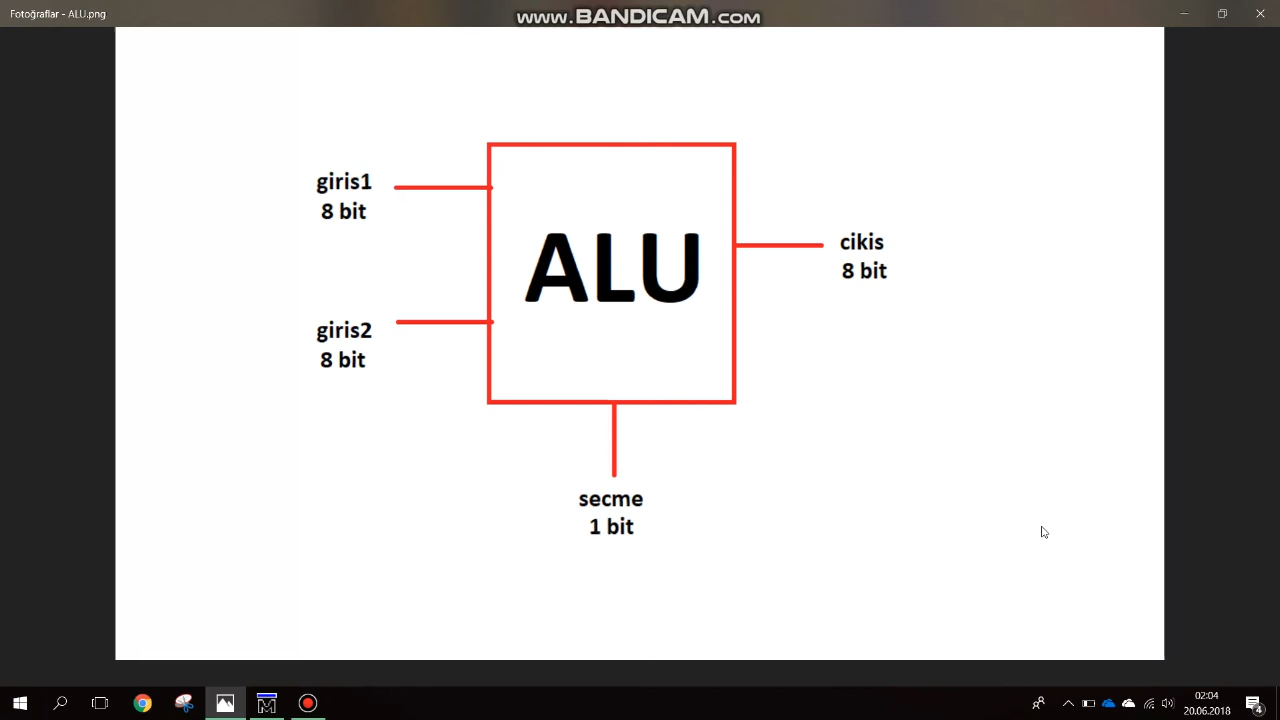 Fotoğraflar - ALU.png
www.BANDICAM.com
giris1
8 bit
ALU
cikis
8 bit
giris2
8 bit
secme
1 bit
02:04
20.06.2018
4